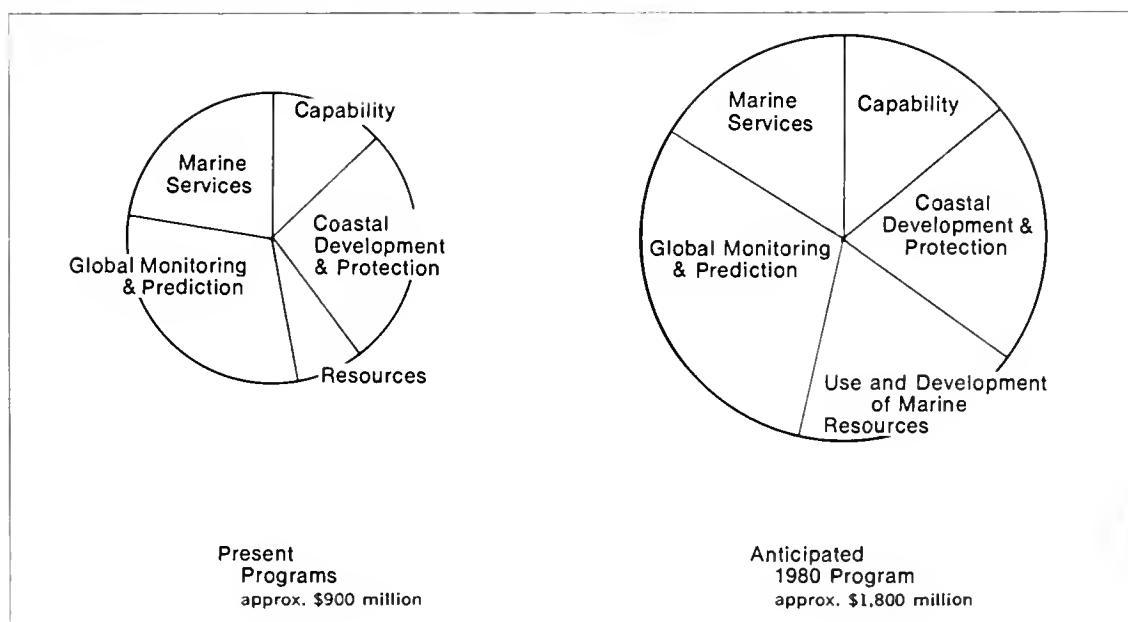 Capability
Marine
Services
Coastal
Development
& Protection
Global Monitoring
& Prediction
Resources
Present
Programs
approx. $900 million
Marine
Services
Capability
Coastal
Development &
Protection
Global Monitoring
& Prediction
Use and Development
of Marine
Resources
Anticipated
1980 Program
approx. $1,800 million